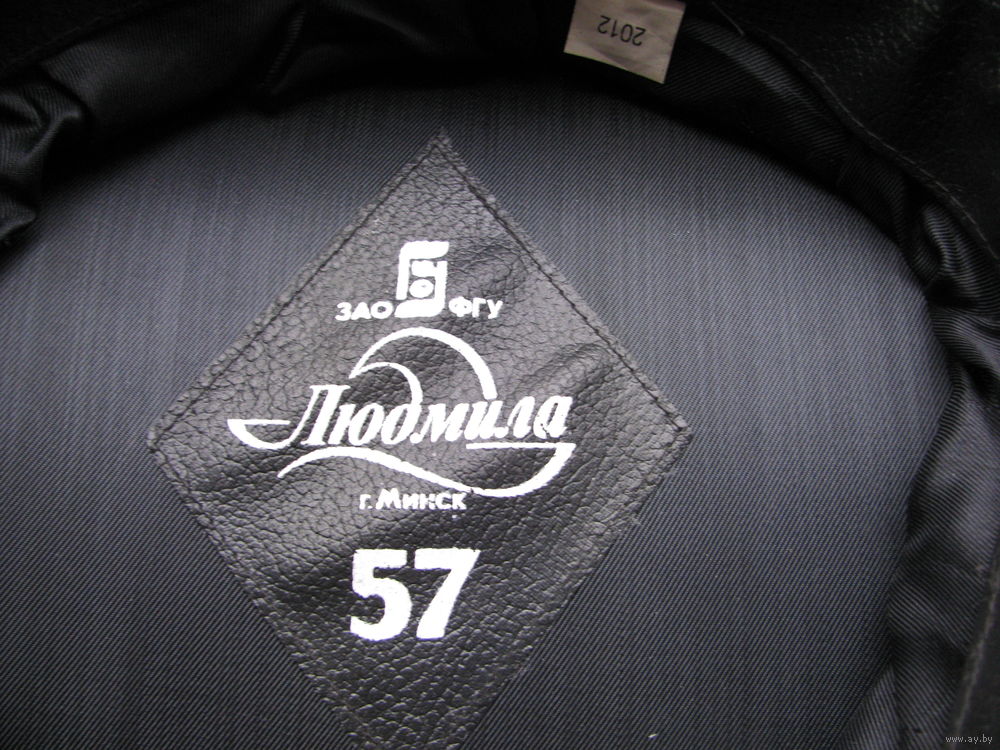 2012
ЗАО ФГУ
Людмила
г. Минск
57
www.ay.by